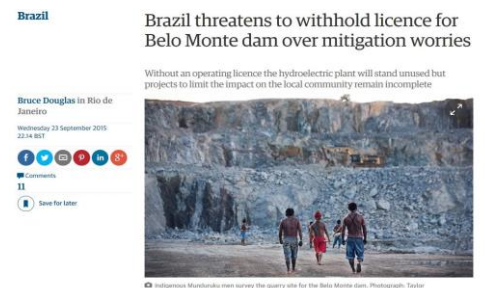 Brazil
Brazil threatens to withhold licence for
Belo Monte dam over mitigation worries
Without an operating licence the hydroelectric plant will stand unused but
projects to limit the impact on the local community remain incomplete
Bruce Douglas in Rio de
Janeiro
Wednesday 23 September 2015
22.14 BST
Comments
11
Save for later
Indigenous Munduruku men survey the quarry site for the Belo Monte dam. Photograph: Taylor